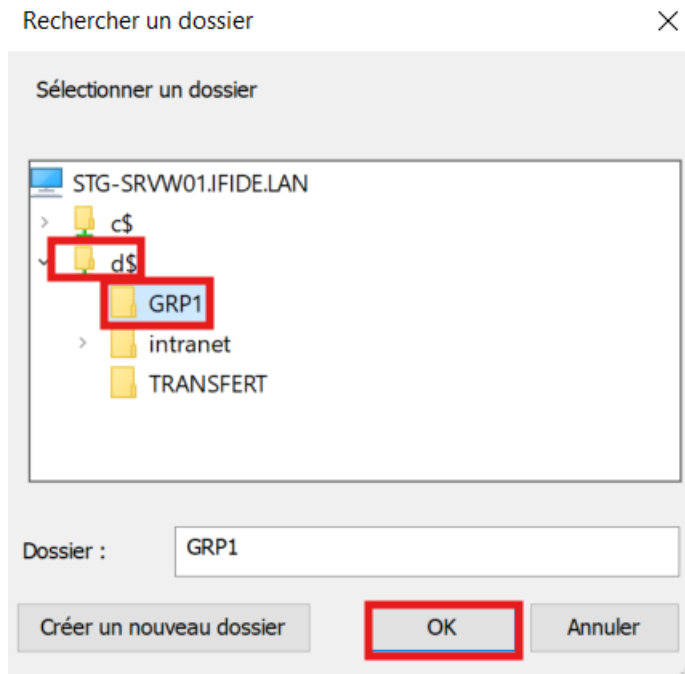 Rechercher un dossier
Sélectionner un dossier
STG-SRVW01.IFIDE.LAN
c$
d$
GRP1
intranet
TRANSFERT
Dossier : GRP1
Créer un nouveau dossier OK Annuler